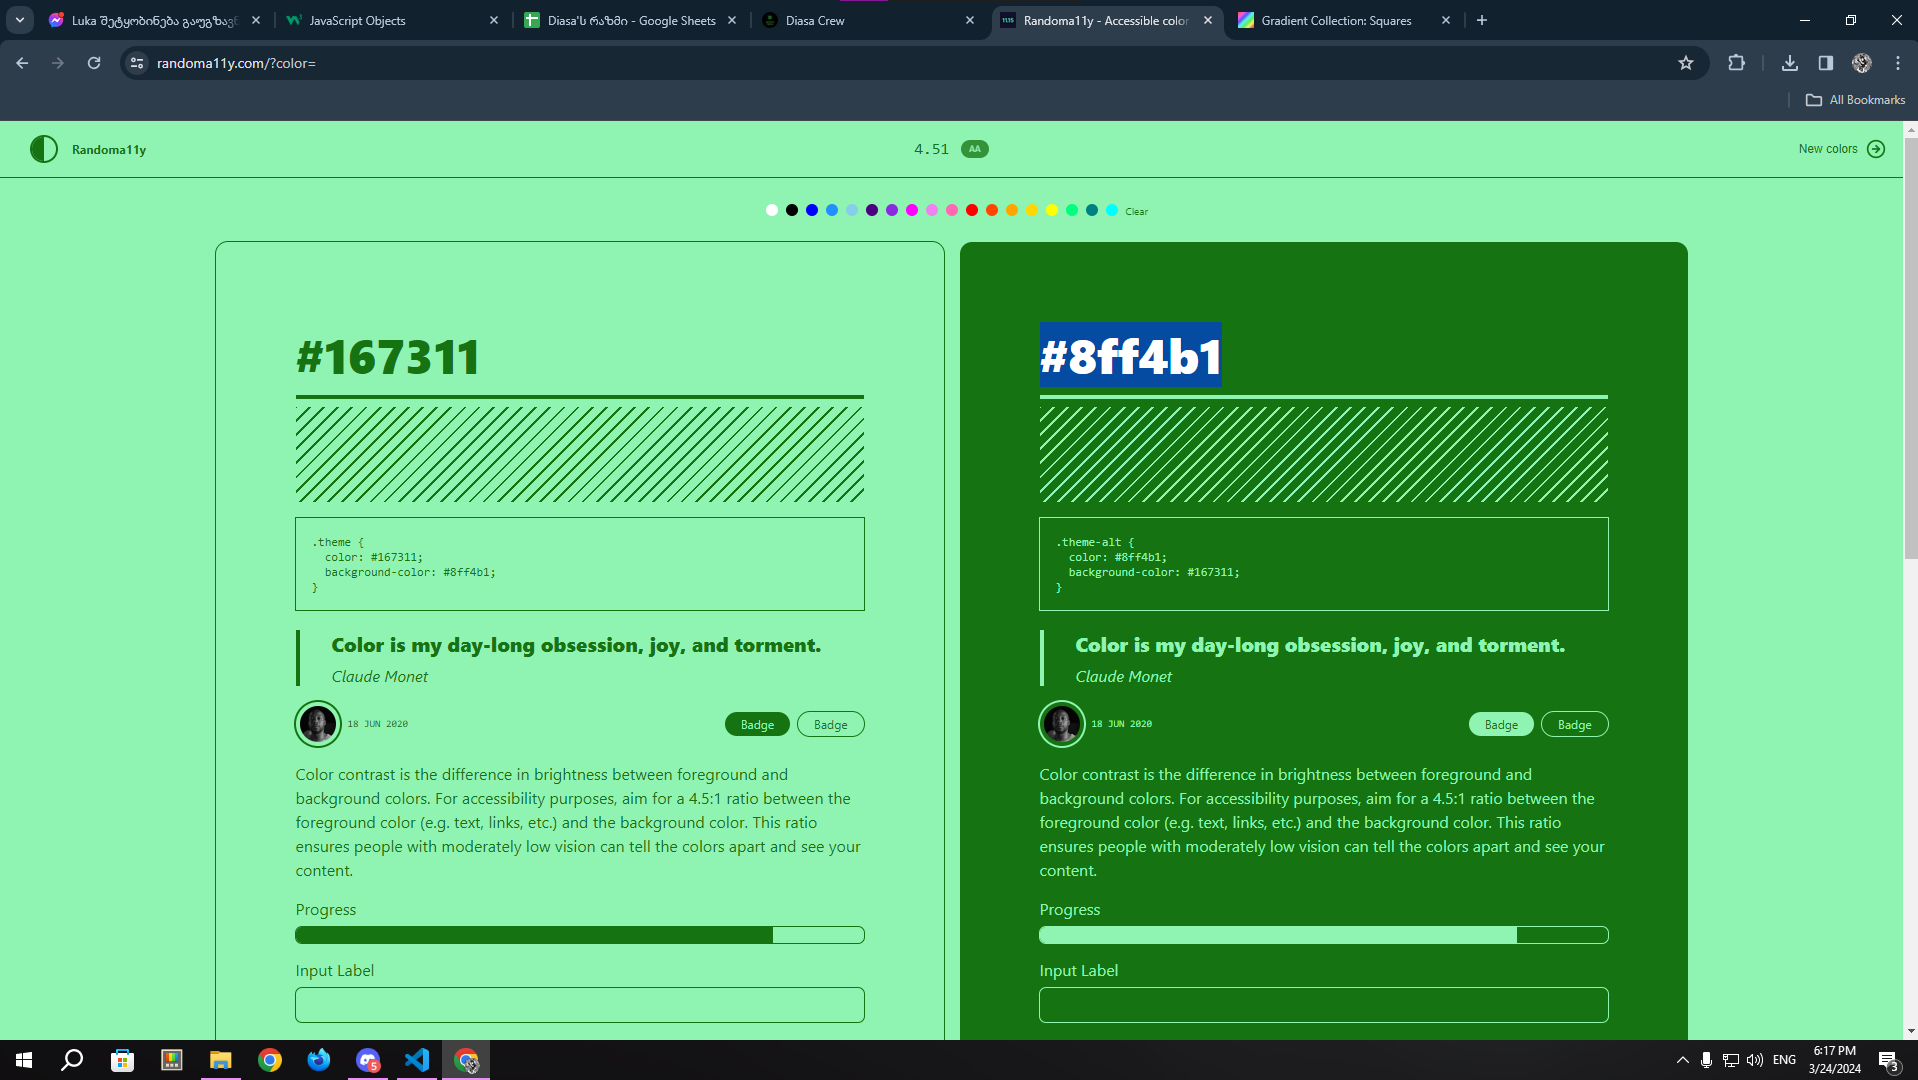 Luka შეტყობინება გაუგზავნ
JavaScript Objects
Diasa'ს რაზმი - Google Sheets
Diasa Crew
Randoma11y - Accessible color
Gradient Collection: Squares
randoma11y.com/?color=
All Bookmarks
Randoma11y
4.51 AA
New colors
Clear
#167311
.theme {
color: #167311;
background-color: #8ff4b1;
}
Color is my day-long obsession, joy, and torment.
Claude Monet
18 JUN 2020
Badge
Badge
Color contrast is the difference in brightness between foreground and
background colors. For accessibility purposes, aim for a 4.5:1 ratio between the
foreground color (e.g. text, links, etc.) and the background color. This ratio
ensures people with moderately low vision can tell the colors apart and see your
content.
Progress
Input Label
#8ff4b1
.theme-alt {
color: #8ff4b1;
background-color: #167311;
}
Color is my day-long obsession, joy, and torment.
Claude Monet
18 JUN 2020
Badge
Badge
Color contrast is the difference in brightness between foreground and
background colors. For accessibility purposes, aim for a 4.5:1 ratio between the
foreground color (e.g. text, links, etc.) and the background color. This ratio
ensures people with moderately low vision can tell the colors apart and see your
content.
Progress
Input Label
5
ENG
6:17 PM
3/24/2024
3